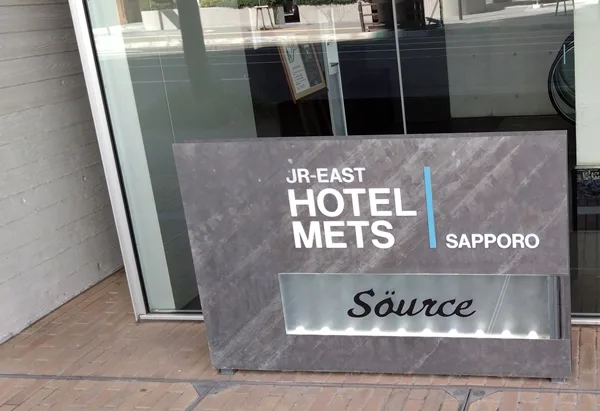 JR-EAST
HOTEL
METS
SAPPORO
Söurce